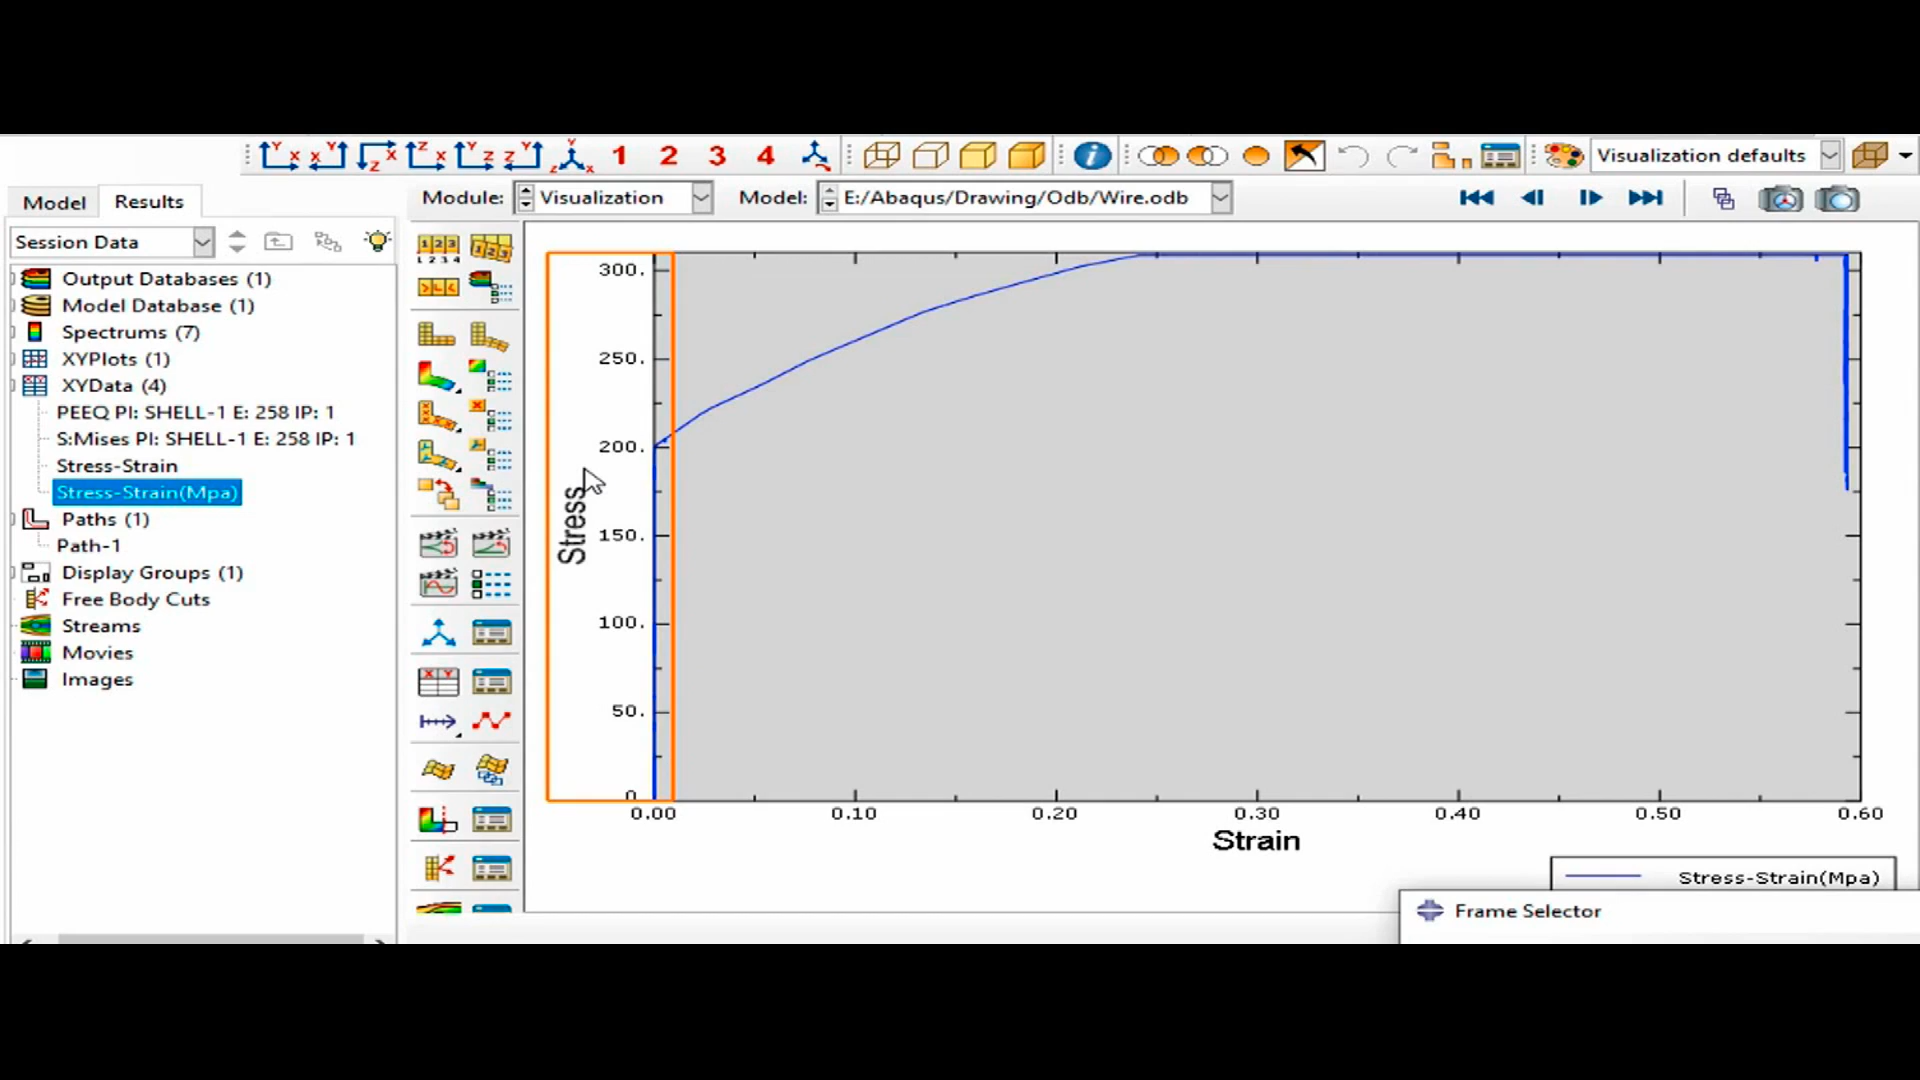 1 2 3 4
Visualization defaults
Model Results
Module: Visualization Model: E:/Abaqus/Drawing/Odb/Wire.odb
Session Data
Output Databases (1)
Model Database (1)
Spectrums (7)
XYPlots (1)
XYData (4)
PEEQ PI: SHELL-1 E: 258 IP: 1
S:Mises PI: SHELL-1 E: 258 IP: 1
Stress-Strain
Stress-Strain(Mpa)
Paths (1)
Path-1
Display Groups (1)
Free Body Cuts
Streams
Movies
Images
Stress
300.
250.
200.
150.
100.
50.
0.
0.00 0.10 0.20 0.30 0.40 0.50 0.60
Strain
Stress-Strain(Mpa)
Frame Selector